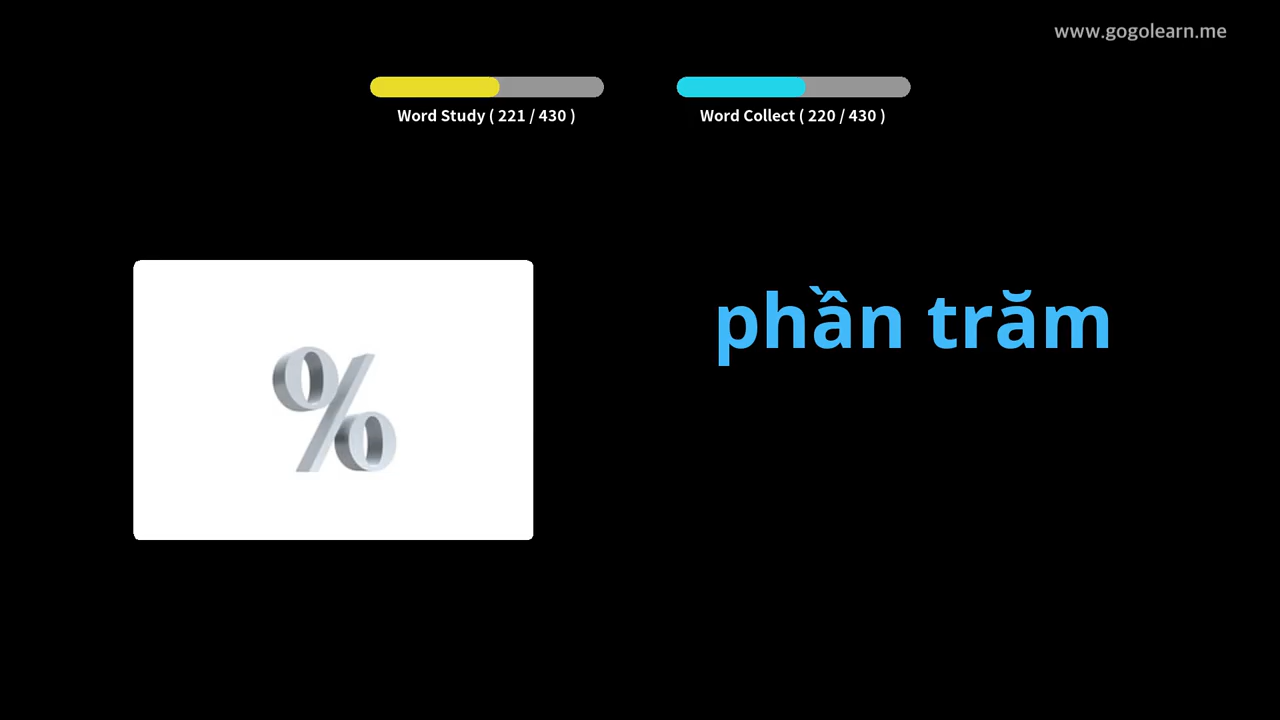 www.gogolearn.me
Word Study ( 221 / 430 )
Word Collect ( 220 / 430 )
%
phần trăm